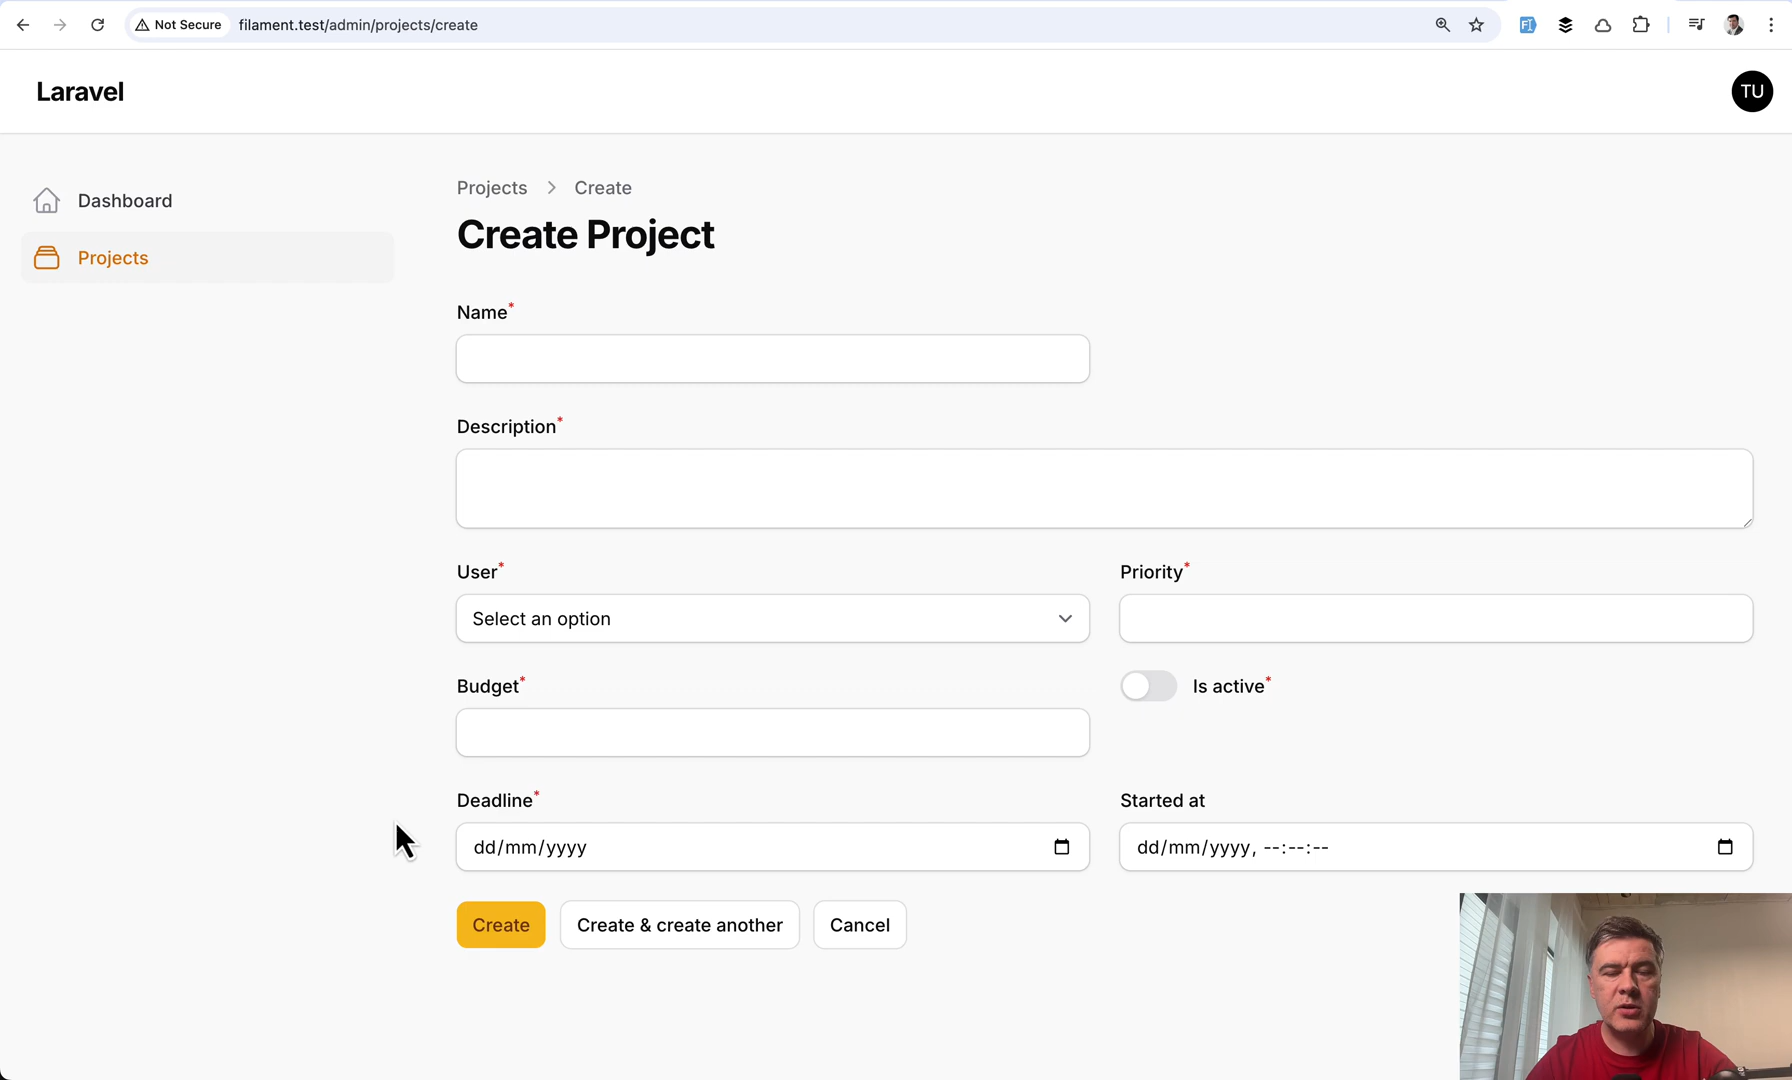 Not Secure filament.test/admin/projects/create
Laravel
TU
Dashboard
Projects
Projects > Create
Create Project
Name*
Description*
User*
Select an option
Priority*
Budget*
Is active*
Deadline*
dd/mm/yyyy
Started at
dd/mm/yyyy, --:--:--
Create
Create & create another
Cancel